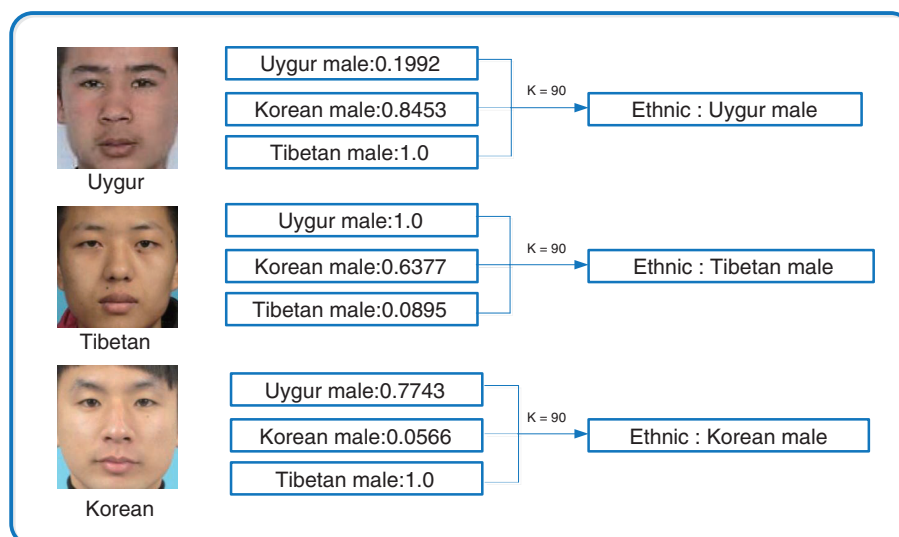 Uygur male:0.1992
Korean male:0.8453
Tibetan male:1.0
K = 90
Ethnic : Uygur male
Uygur
Uygur male:1.0
Korean male:0.6377
Tibetan male:0.0895
K = 90
Ethnic : Tibetan male
Tibetan
Uygur male:0.7743
Korean male:0.0566
Tibetan male:1.0
K = 90
Ethnic : Korean male
Korean